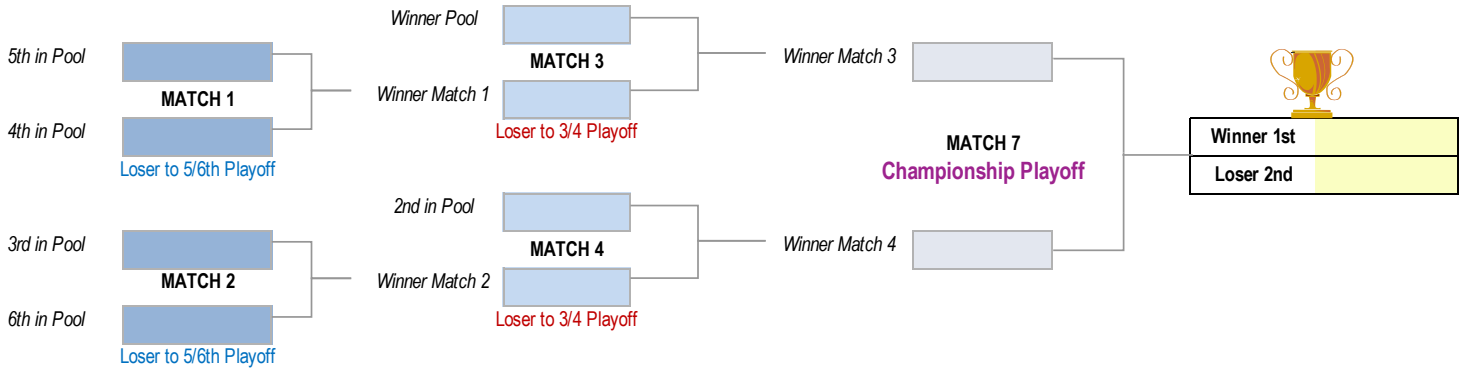 Winner Pool
5th in Pool
MATCH 3
Winner Match 3
MATCH 1
Winner Match 1
4th in Pool
Loser to 3/4 Playoff
Winner 1st
MATCH 7
Loser to 5/6th Playoff
Championship Playoff
Loser 2nd
2nd in Pool
3rd in Pool
MATCH 4
Winner Match 4
MATCH 2
Winner Match 2
6th in Pool
Loser to 3/4 Playoff
Loser to 5/6th Playoff